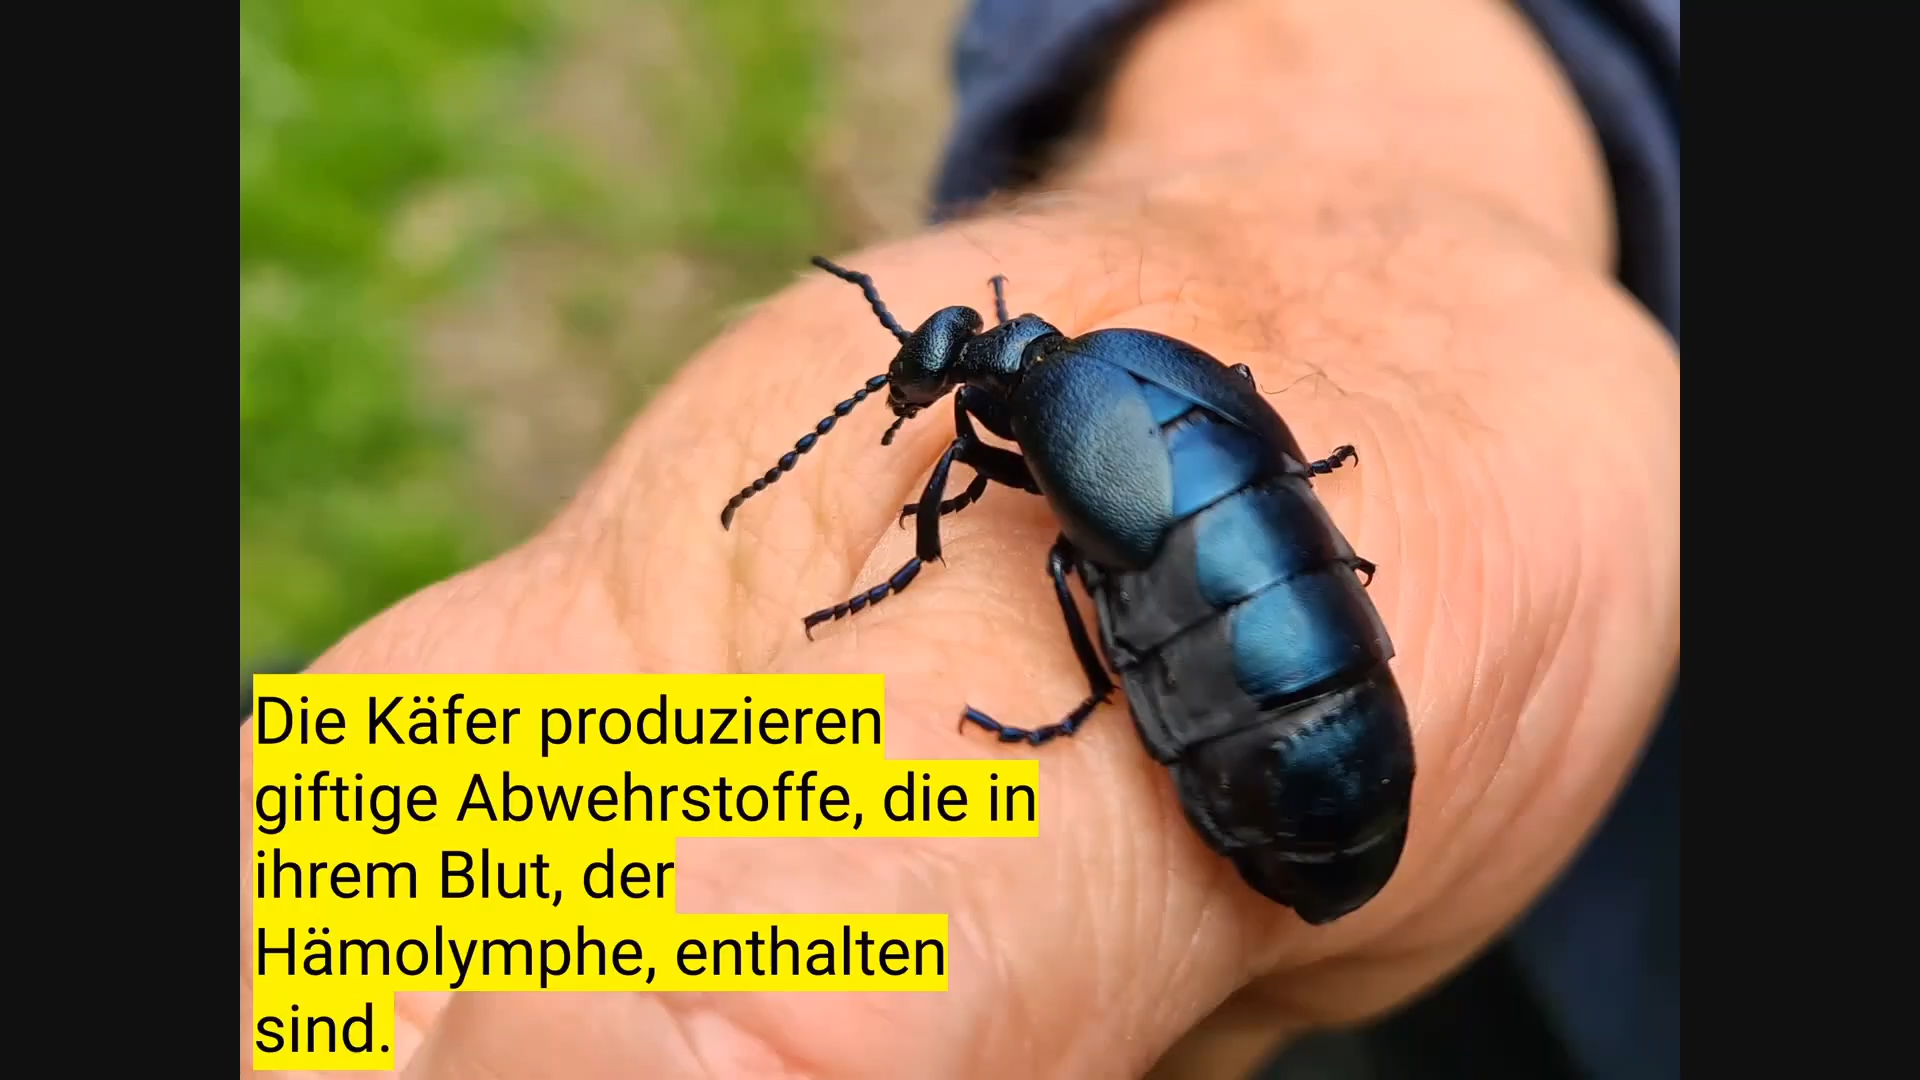 Die Käfer produzieren
giftige Abwehrstoffe, die in
ihrem Blut, der
Hämolymphe, enthalten
sind.